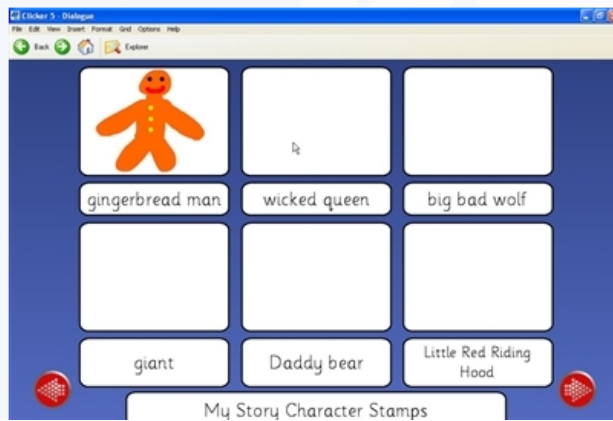 Clicker 5 - Dialogue
File Edit View Insert Format Grid Options Help
Back Explorer
gingerbread man wicked queen big bad wolf
giant Daddy bear Little Red Riding
Hood
My Story Character Stamps